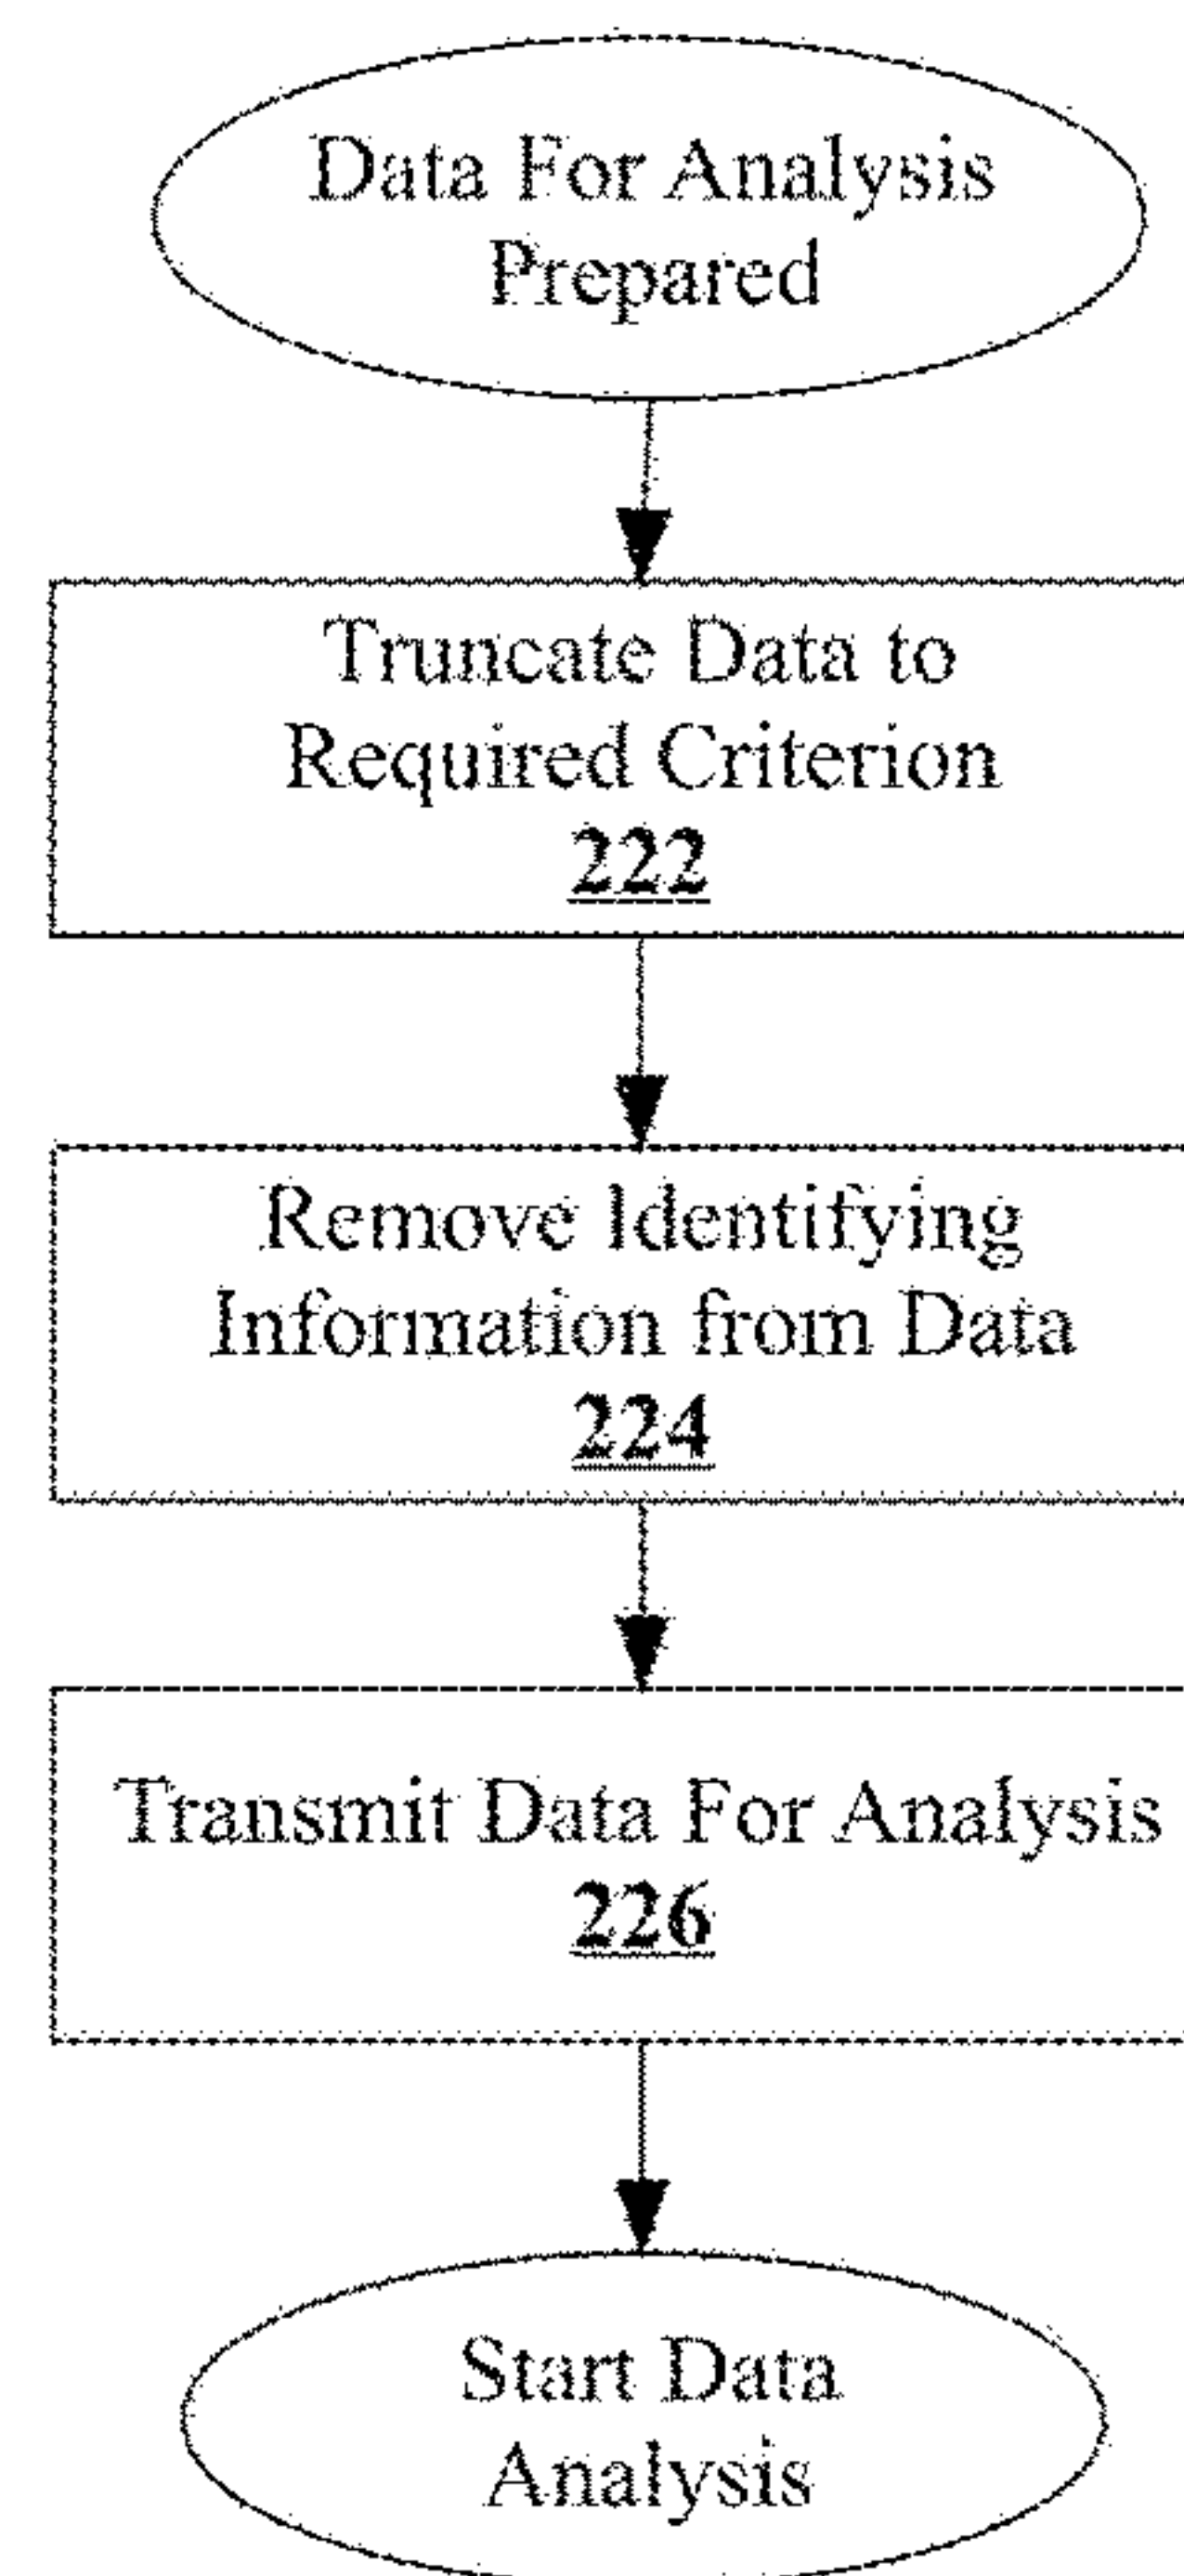 Data For Analysis
Prepared
Truncate Data to
Required Criterion
222
Remove Identifying
Information from Data
224
Transmit Data For Analysis
226
Start Data
Analysis